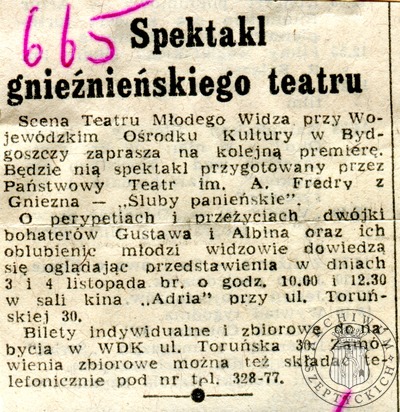 665
Spektakl
gnieźnieńskiego teatru
Scena Teatru Młodego Widza przy Wo-
jewódzkim Ośrodku Kultury w Byd-
goszczy zaprasza na kolejną premierę.
Będzie nią spektakl przygotowany przez
Państwowy Teatr im. A. Fredry z
Gniezna — „Śluby panieńskie".
O perypetiach i przeżyciach dwójki
bohaterów Gustawa i Albina oraz ich
oblubienic młodzi widzowie dowiedzą
się oglądając przedstawienia w dniach
3 i 4 listopada br. o godz. 10.00 i 12.30
w sali kina. „Adria" przy ul. Toruń-
skiej 30.
Bilety indywidualne i zbiorowe do na-
bycia w WDK ul. Toruńska 30. Zamó-
wienia zbiorowe można też składać te-
lefonicznie pod nr tel. 328-77.
ARCHIWUM
SZEPTYCKICH